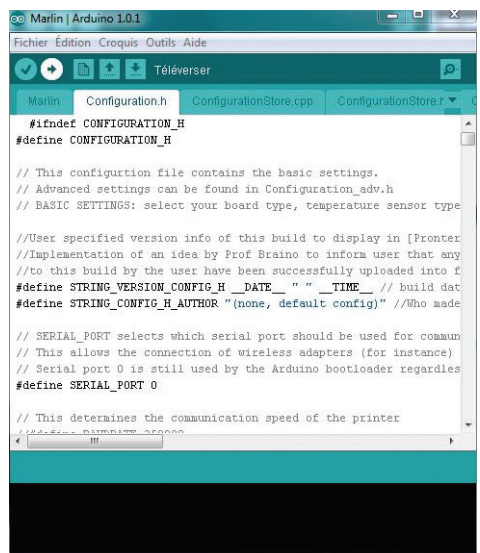 Marlin | Arduino 1.0.1
Fichier Édition Croquis Outils Aide
Téléverser
Marlin Configuration.h ConfigurationStore.cpp ConfigurationStore.h
#ifndef CONFIGURATION_H
#define CONFIGURATION_H
// This configurtion file contains the basic settings.
// Advanced settings can be found in Configuration_adv.h
// BASIC SETTINGS: select your board type, temperature sensor type
//User specified version info of this build to display in [Pronter
//Implementation of an idea by Prof Braino to inform user that any
//to this build by the user have been successfully uploaded into f
#define STRING_VERSION_CONFIG_H __DATE__ " " __TIME__ // build dat
#define STRING_CONFIG_H_AUTHOR "(none, default config)" //Who made
// SERIAL_PORT selects which serial port should be used for commun
// This allows the connection of wireless adapters (for instance)
// Serial port 0 is still used by the Arduino bootloader regardles
#define SERIAL_PORT 0
// This determines the communication speed of the printer